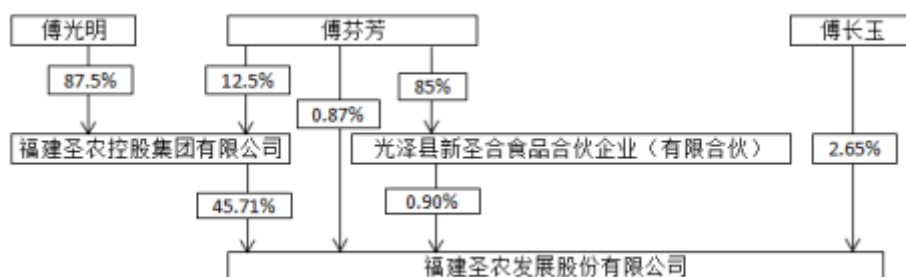 傅光明
傅芬芳
傅长玉
87.5%
12.5%
0.87%
85%
福建圣农控股集团有限公司
光泽县新圣合食品合伙企业（有限合伙）
2.65%
45.71%
0.90%
福建圣农发展股份有限公司